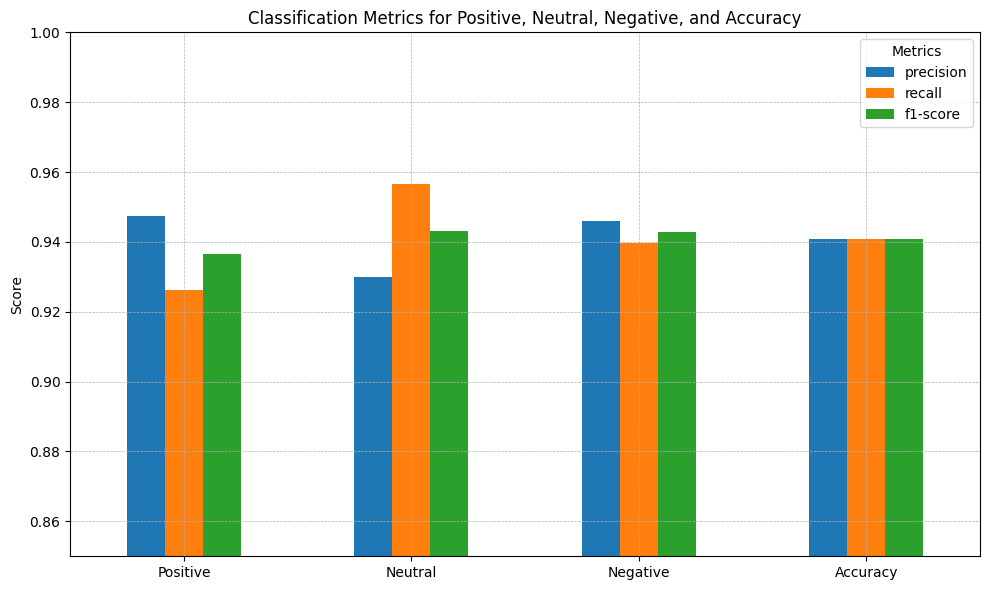 Classification Metrics for Positive, Neutral, Negative, and Accuracy
Metrics
precision
recall
f1-score
Score
1.00
0.98
0.96
0.94
0.92
0.90
0.88
0.86
Positive
Neutral
Negative
Accuracy